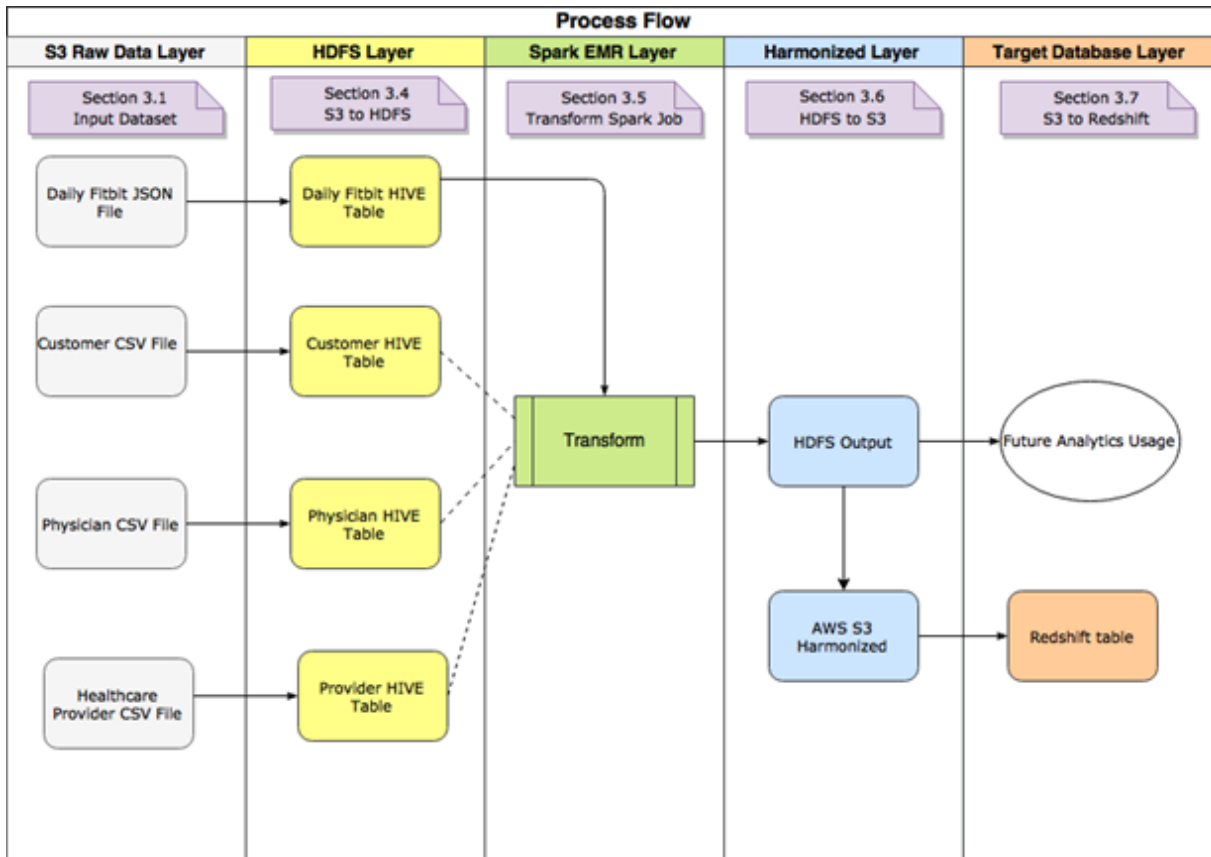 Process Flow
S3 Raw Data Layer
HDFS Layer
Spark EMR Layer
Harmonized Layer
Target Database Layer
Section 3.1
Input Dataset
Section 3.4
S3 to HDFS
Section 3.5
Transform Spark Job
Section 3.6
HDFS to S3
Section 3.7
S3 to Redshift
Daily Fitbit JSON
File
Daily Fitbit HIVE
Table
Customer CSV File
Customer HIVE
Table
Transform
HDFS Output
Future Analytics Usage
Physician CSV File
Physician HIVE
Table
AWS S3
Harmonized
Redshift table
Healthcare
Provider CSV File
Provider HIVE
Table